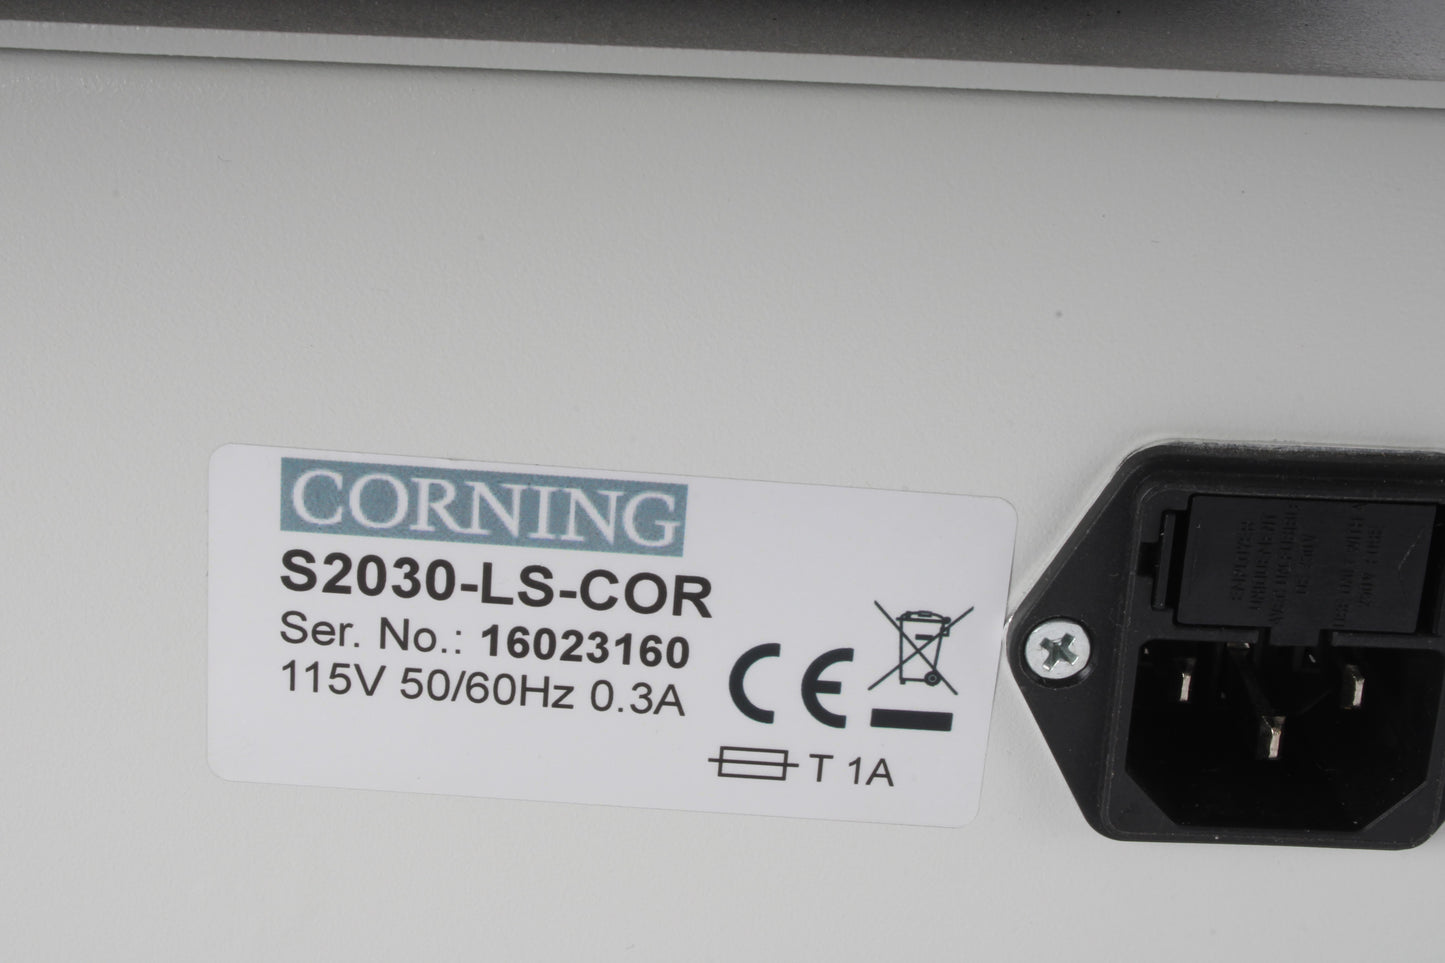 CORNING
S2030-LS-COR
Ser. No.: 16023160
115V 50/60Hz 0.3A
CE
T 1A